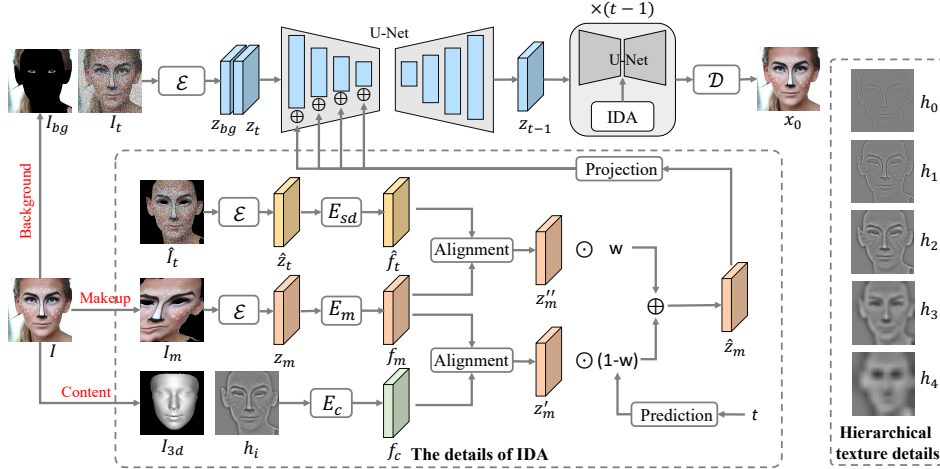 ×(t − 1)
U-Net
U-Net
ℰ
𝒟
IDA
I_bg
I_t
z_bg
z_t
z_{t−1}
x_0
Projection
Background
Î_t
ℰ
ẑ_t
E_sd
f̂_t
Alignment
z''_m
⊙
w
Makeup
I
I_m
ℰ
z_m
E_m
f_m
⊕
ẑ_m
Alignment
z'_m
⊙
(1-w)
Content
I_3d
h_i
E_c
f_c
Prediction
t
The details of IDA
h_0
h_1
h_2
h_3
h_4
Hierarchical
texture details